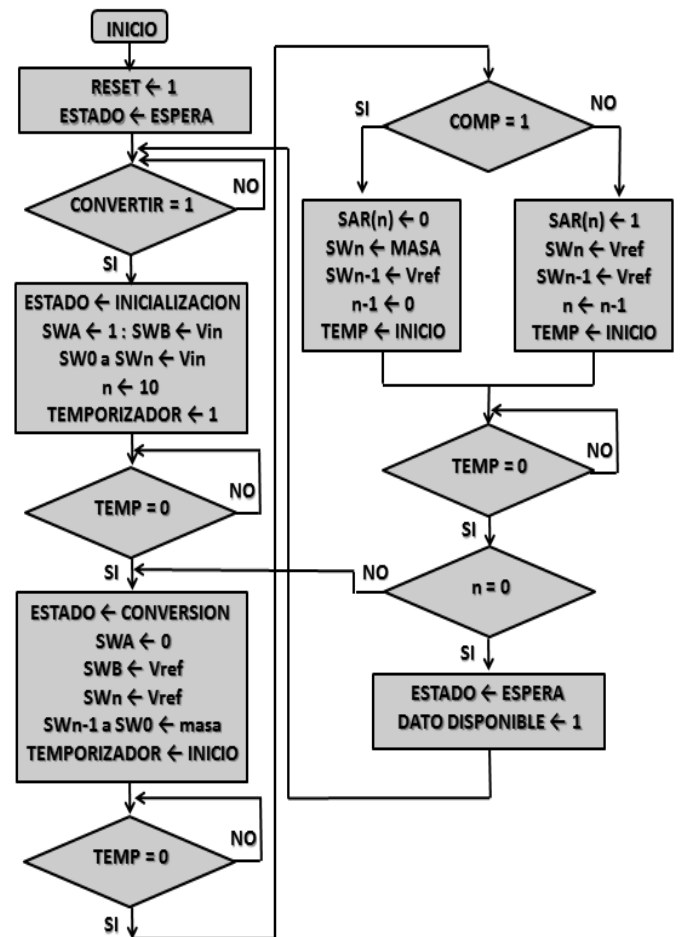 INICIO
RESET ← 1
ESTADO ← ESPERA
CONVERTIR = 1
NO
SI
ESTADO ← INICIALIZACION
SWA ← 1 : SWB ← Vin
SW0 a SWn ← Vin
n ← 10
TEMPORIZADOR ← 1
TEMP = 0
NO
SI
ESTADO ← CONVERSION
SWA ← 0
SWB ← Vref
SWn ← Vref
SWn-1 a SW0 ← masa
TEMPORIZADOR ← INICIO
TEMP = 0
NO
SI
COMP = 1
SI
NO
SAR(n) ← 0
SWn ← MASA
SWn-1 ← Vref
n-1 ← 0
TEMP ← INICIO
SAR(n) ← 1
SWn ← Vref
SWn-1 ← Vref
n ← n-1
TEMP ← INICIO
TEMP = 0
NO
SI
n = 0
NO
SI
ESTADO ← ESPERA
DATO DISPONIBLE ← 1